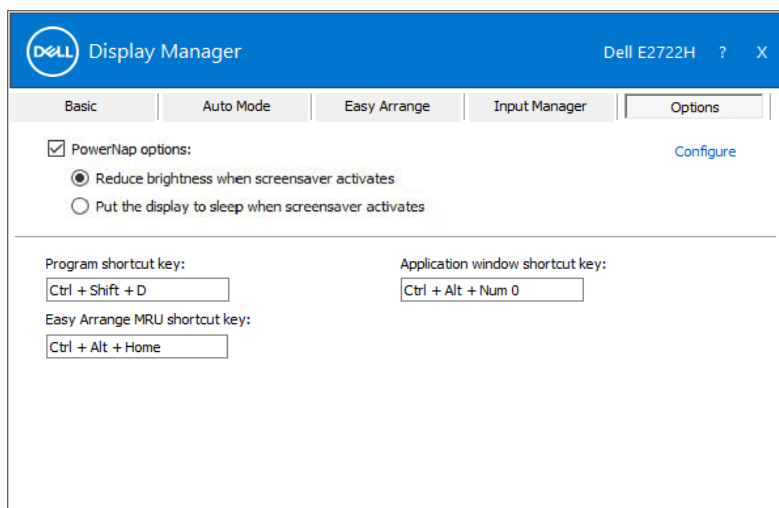 DELL Display Manager Dell E2722H ? X
Basic Auto Mode Easy Arrange Input Manager Options
PowerNap options: Configure
Reduce brightness when screensaver activates
Put the display to sleep when screensaver activates
Program shortcut key: Application window shortcut key:
Ctrl + Shift + D Ctrl + Alt + Num 0
Easy Arrange MRU shortcut key:
Ctrl + Alt + Home